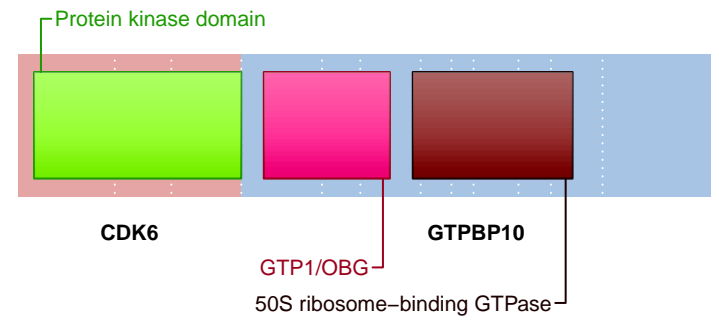 Protein kinase domain
CDK6
GTPBP10
GTP1/OBG
50S ribosome−binding GTPase